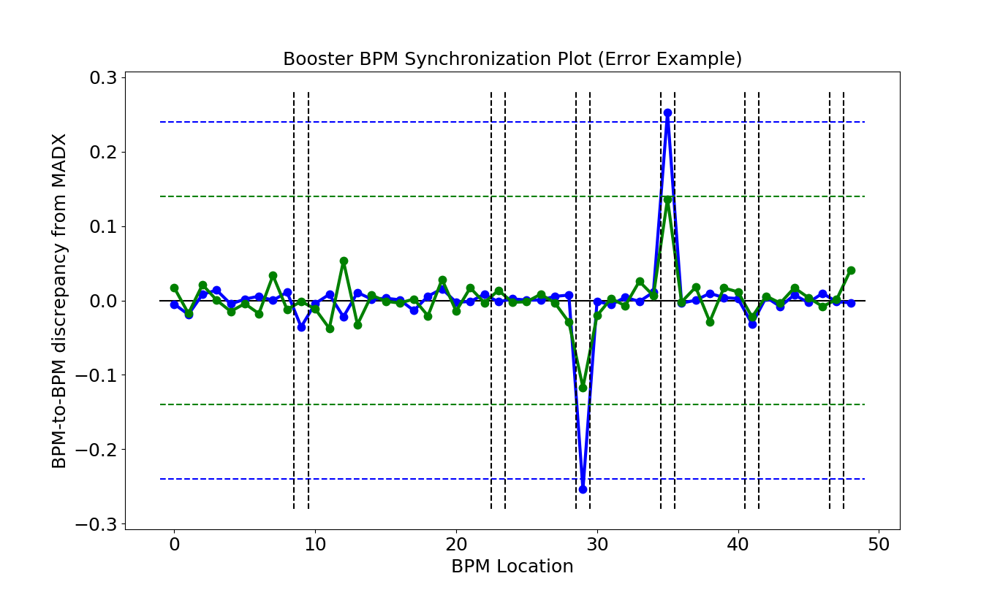 Booster BPM Synchronization Plot (Error Example)
0.3
0.2
0.1
0.0
−0.1
−0.2
−0.3
BPM-to-BPM discrepancy from MADX
0 10 20 30 40 50
BPM Location